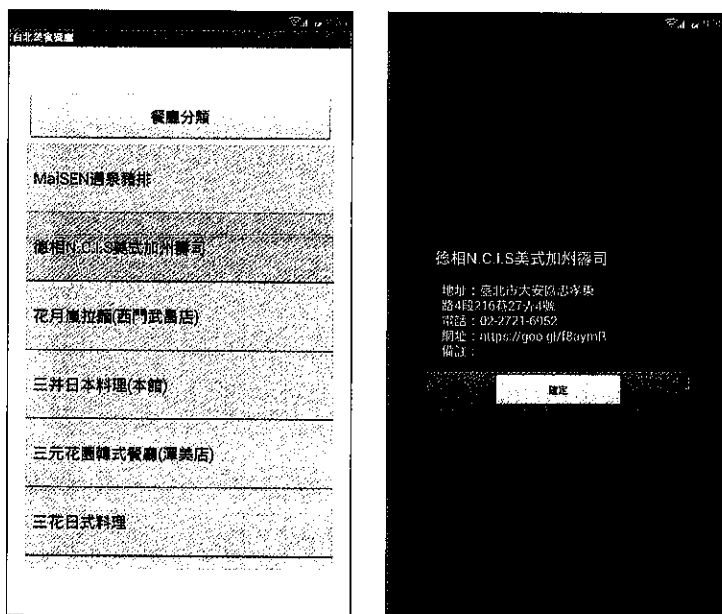 台北美食饗宴
餐廳分類
MaiSEN邁泉豬排
德相N.C.I.S美式加州壽司
花月嵐拉麵(西門武昌店)
三井日本料理(本館)
三元花園韓式餐廳(潭美店)
三花日式料理
德相N.C.I.S美式加州壽司
地址：臺北市大安區忠孝東
路4段216巷27弄4號
電話：02-2721-6952
網址：https://goo.gl/f8aymR
備註：
確定